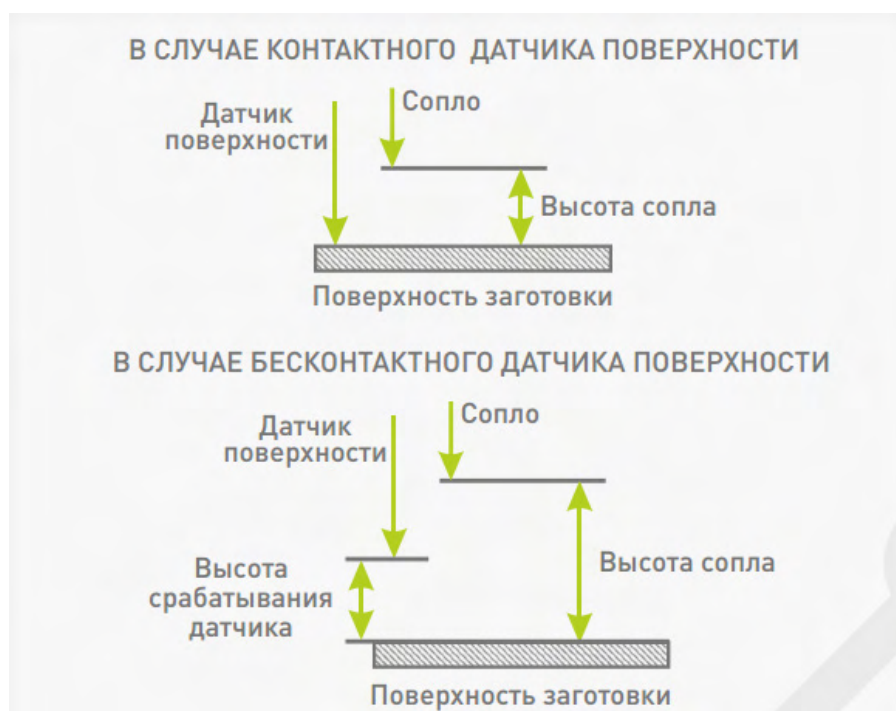 В СЛУЧАЕ КОНТАКТНОГО ДАТЧИКА ПОВЕРХНОСТИ
Сопло
Датчик
поверхности
Высота сопла
Поверхность заготовки
В СЛУЧАЕ БЕСКОНТАКТНОГО ДАТЧИКА ПОВЕРХНОСТИ
Сопло
Датчик
поверхности
Высота
срабатывания
датчика
Высота сопла
Поверхность заготовки